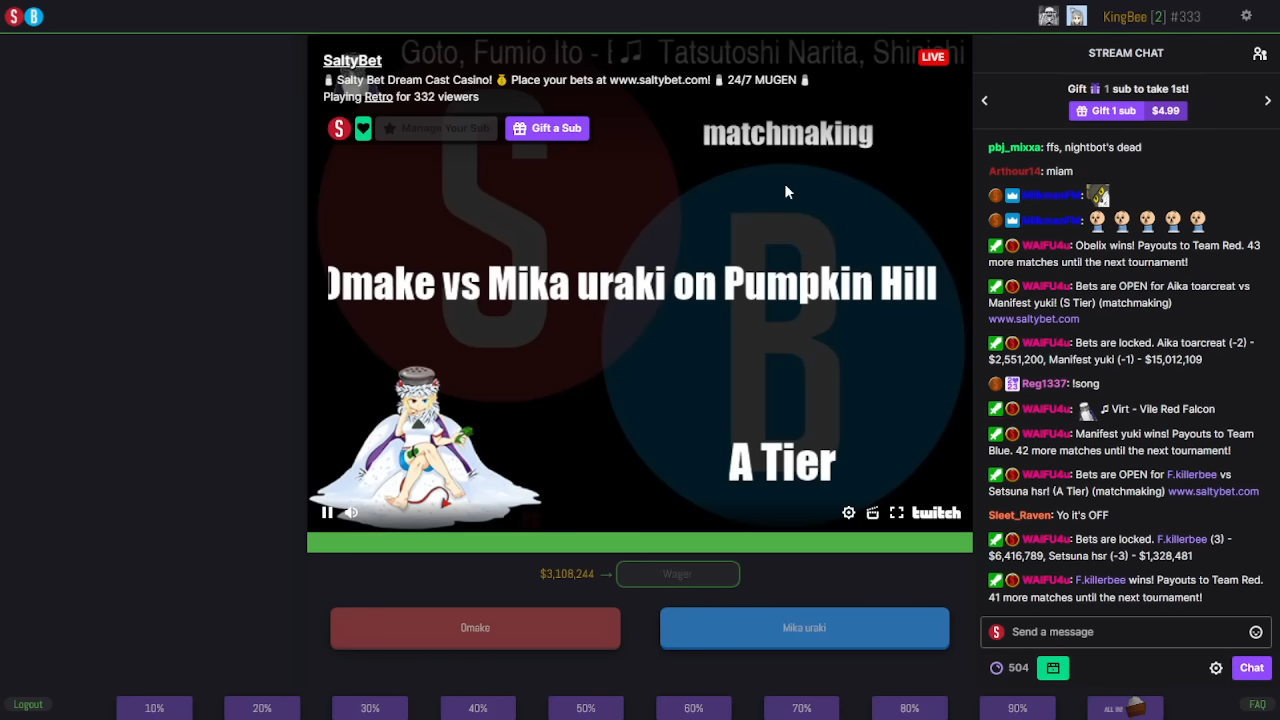 S B
KingBee [2] #333
Goto, Fumio Ito - ♫ Tatsutoshi Narita,
SaltyBet
LIVE
Salty Bet Dream Cast Casino! Place your bets at www.saltybet.com! 24/7 MUGEN
Playing Retro for 332 viewers
S
Manage Your Sub
Gift a Sub
matchmaking
S
B
Omake vs Mika uraki on Pumpkin Hill
A Tier
twitch
$3,108,244 →
Wager
Omake
Mika uraki
STREAM CHAT
Gift 1 sub to take 1st!
Gift 1 sub $4.99
pbj_mixxa: ffs, nightbot's dead
Arthour14: miam
WAIFU4u: Obelix wins! Payouts to Team Red. 43
more matches until the next tournament!
WAIFU4u: Bets are OPEN for Aika toarcreat vs
Manifest yuki! (S Tier) (matchmaking)
www.saltybet.com
WAIFU4u: Bets are locked. Aika toarcreat (-2) -
$2,551,200, Manifest yuki (-1) - $15,012,109
Reg1337: !song
WAIFU4u: ♫ Virt - Vile Red Falcon
WAIFU4u: Manifest yuki wins! Payouts to Team
Blue. 42 more matches until the next tournament!
WAIFU4u: Bets are OPEN for F.killerbee vs
Setsuna hsr! (A Tier) (matchmaking) www.saltybet.com
Sleet_Raven: Yo it's OFF
WAIFU4u: Bets are locked. F.killerbee (3) -
$6,416,789, Setsuna hsr (-3) - $1,328,481
WAIFU4u: F.killerbee wins! Payouts to Team Red.
41 more matches until the next tournament!
S Send a message
504
Chat
Logout
10%
20%
30%
40%
50%
60%
70%
80%
90%
ALL IN!
FAQ